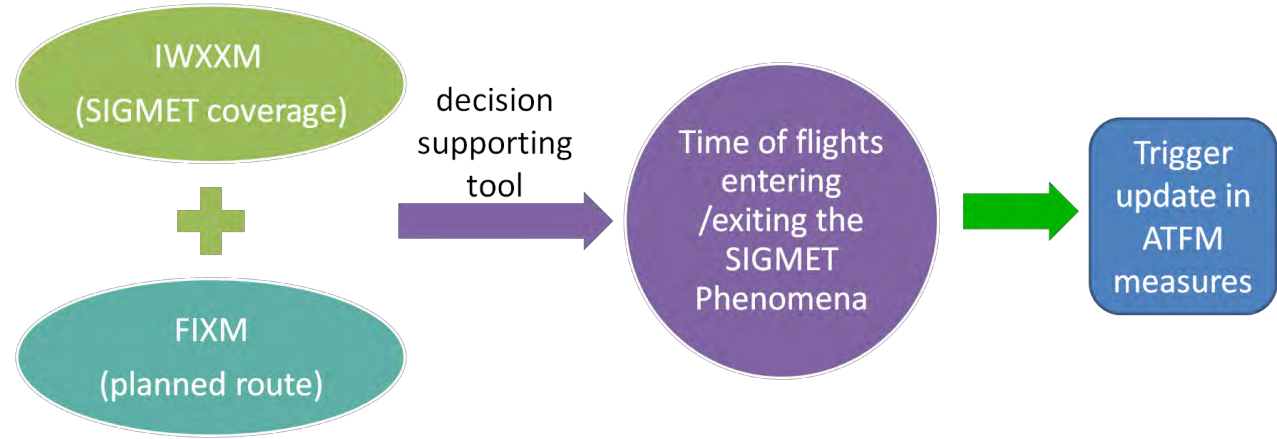 IWXXM
(SIGMET coverage)
FIXM
(planned route)
decision
supporting
tool
Time of flights
entering
/exiting the
SIGMET
Phenomena
Trigger
update in
ATFM
measures